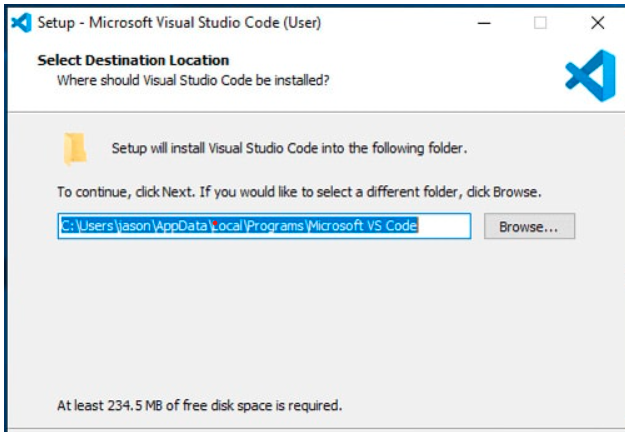 Setup - Microsoft Visual Studio Code (User)
Select Destination Location
Where should Visual Studio Code be installed?
Setup will install Visual Studio Code into the following folder.
To continue, click Next. If you would like to select a different folder, click Browse.
C:\Users\jason\AppData\Local\Programs\Microsoft VS Code
Browse...
At least 234.5 MB of free disk space is required.